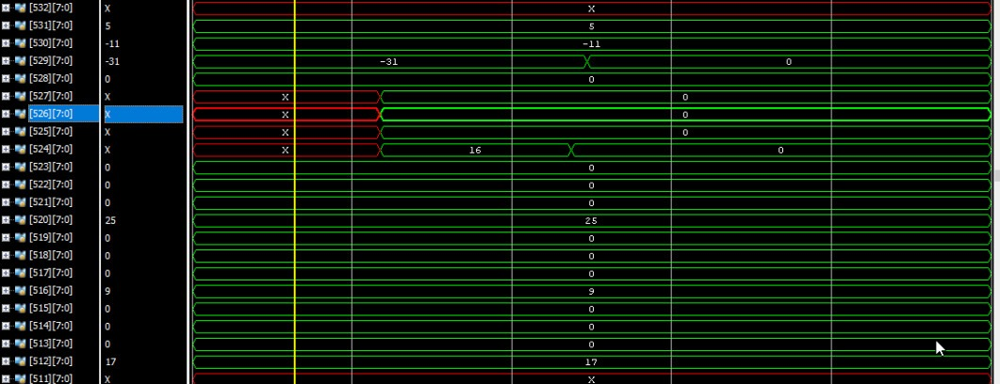 [532][7:0] X X
[531][7:0] 5 5
[530][7:0] -11 -11
[529][7:0] -31 -31 0
[528][7:0] 0 0
[527][7:0] X X 0
[526][7:0] X X 0
[525][7:0] X X 0
[524][7:0] X X 16 0
[523][7:0] 0 0
[522][7:0] 0 0
[521][7:0] 0 0
[520][7:0] 25 25
[519][7:0] 0 0
[518][7:0] 0 0
[517][7:0] 0 0
[516][7:0] 9 9
[515][7:0] 0 0
[514][7:0] 0 0
[513][7:0] 0 0
[512][7:0] 17 17
[511][7:0] X X